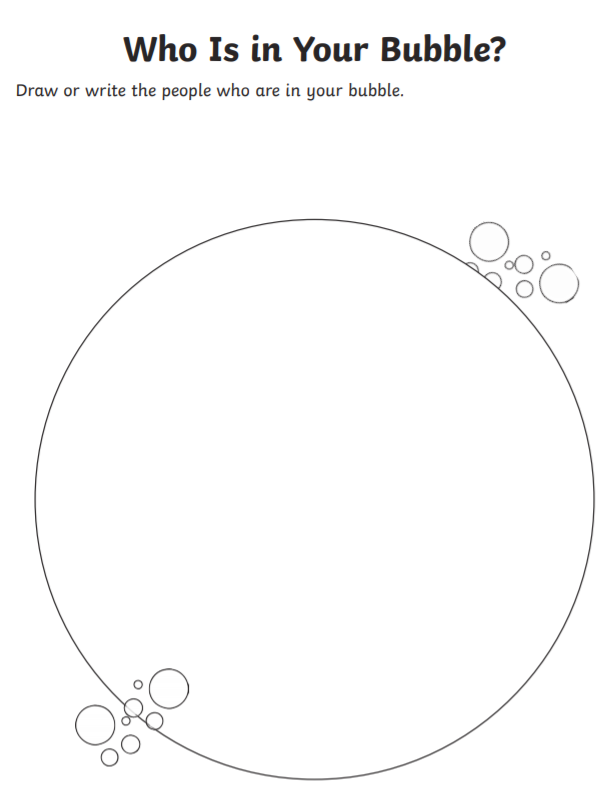 Who Is in Your Bubble?
Draw or write the people who are in your bubble.